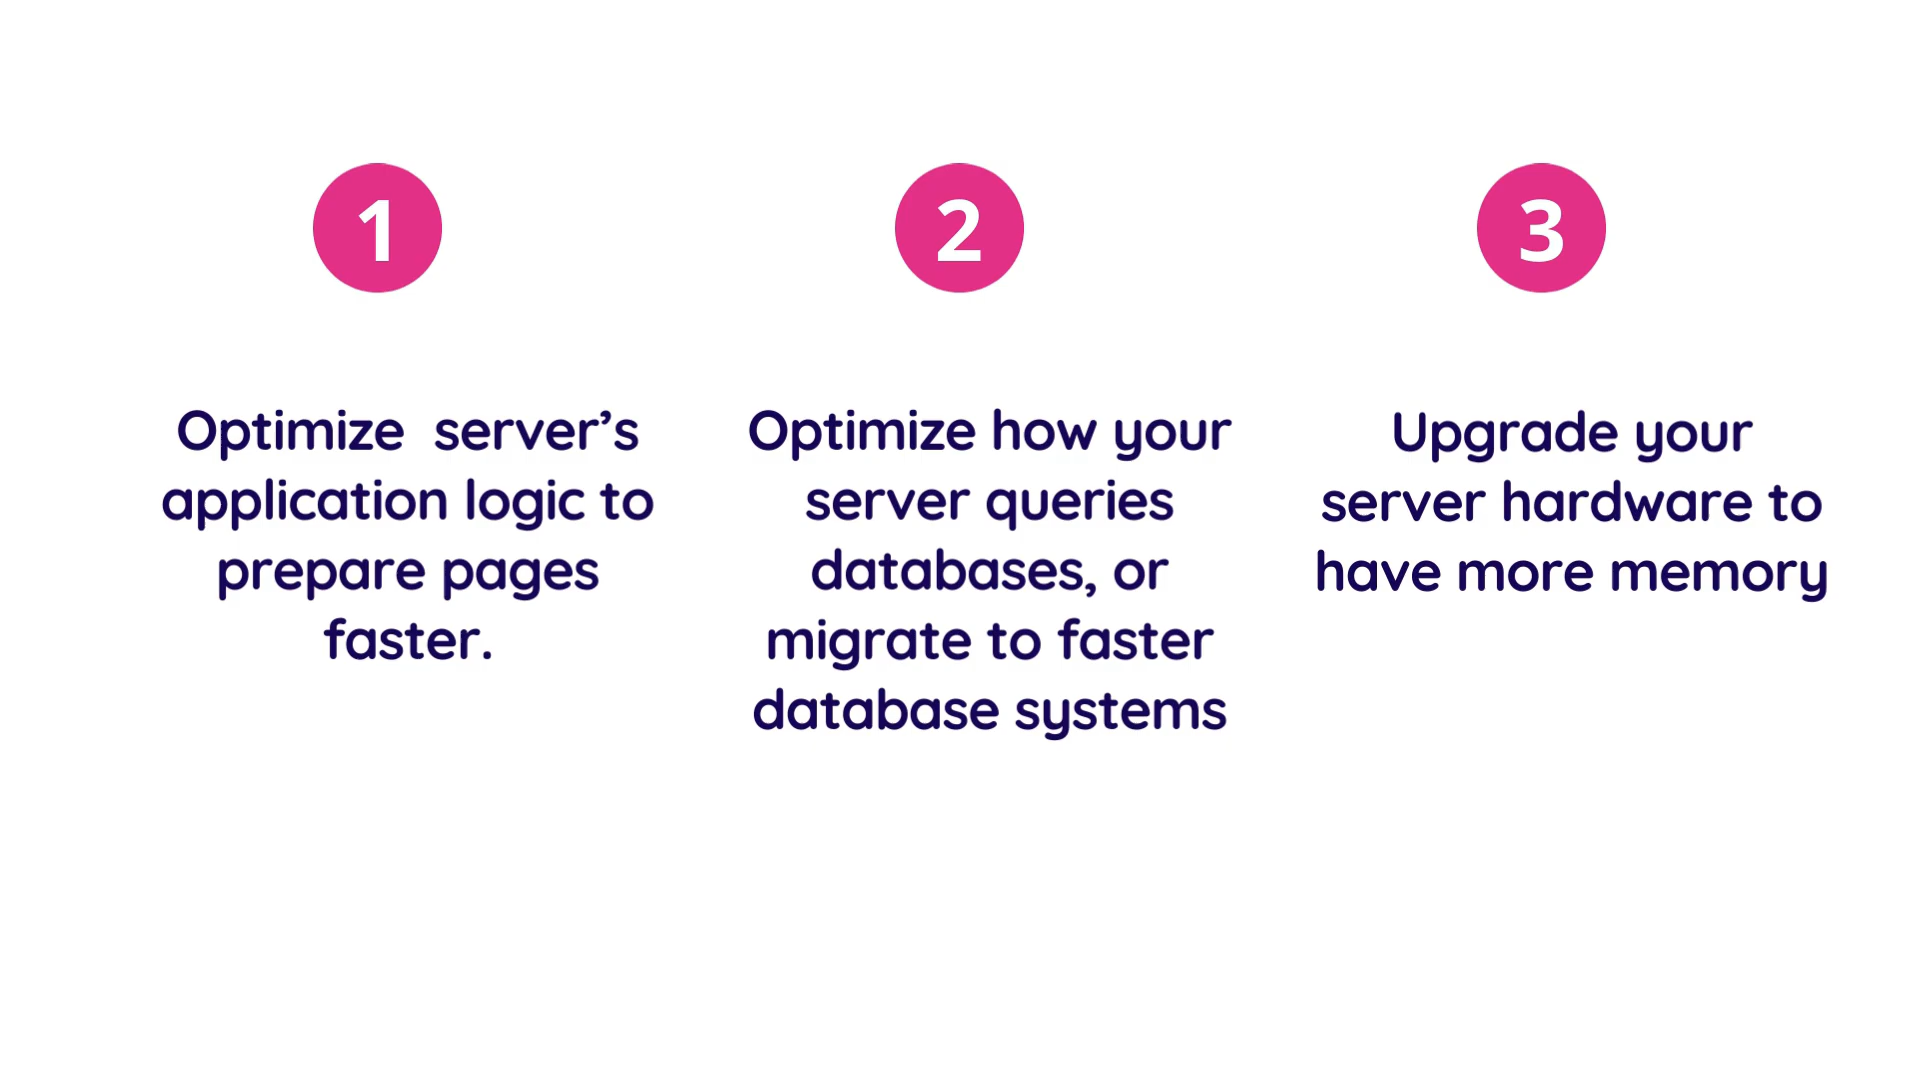 1
Optimize  server’s
application logic to
prepare pages
faster.
2
Optimize how your
server queries
databases, or
migrate to faster
database systems
3
Upgrade your
server hardware to
have more memory